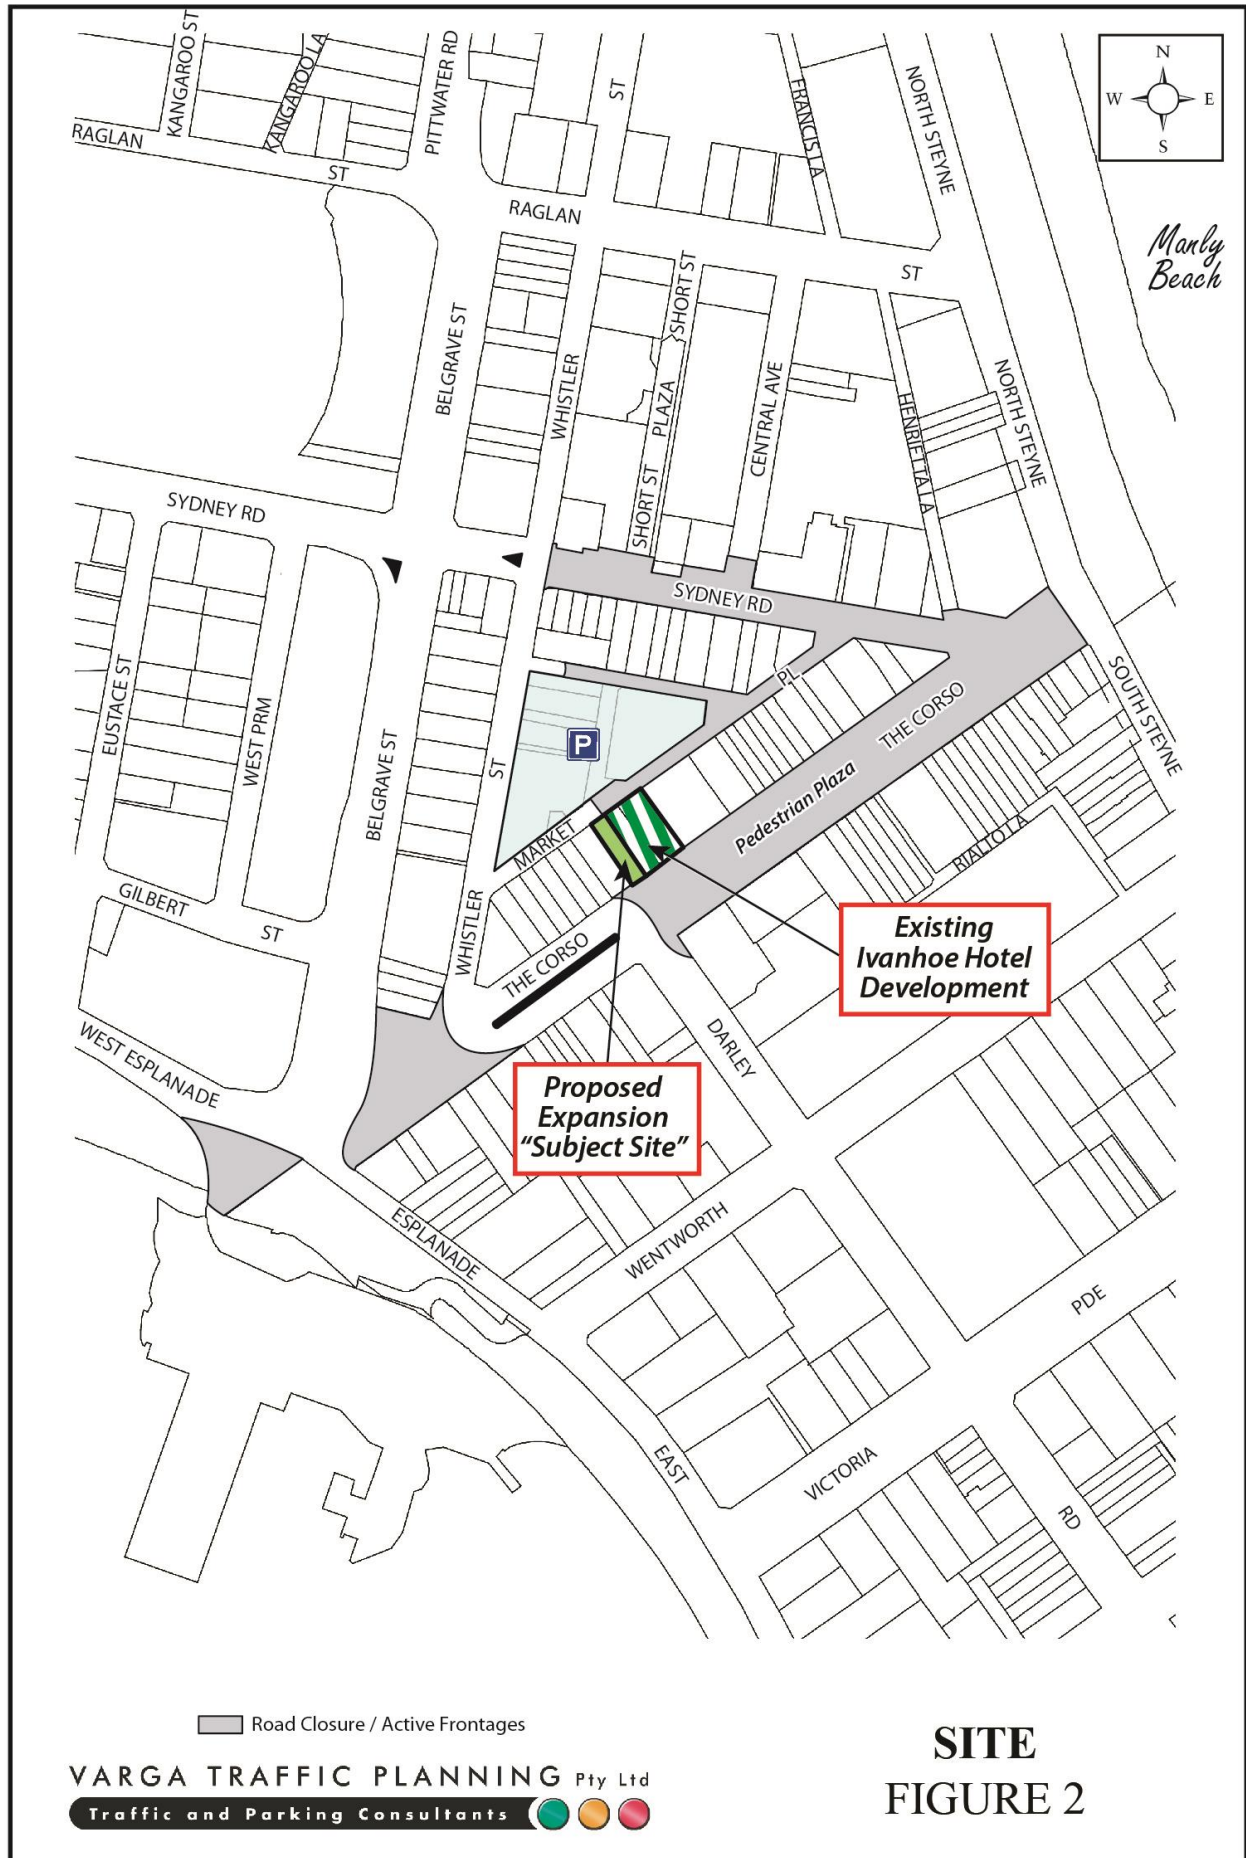 KANGAROO ST
KANGAROO LA
PITTWATER RD
ST
FRANCIS LA
NORTH STEYNE
N
W
E
S
RAGLAN
ST
RAGLAN
ST
Manly
Beach
BELGRAVE ST
WHISTLER
SHORT ST
PLAZA
SHORT ST
CENTRAL AVE
HENRIETTA LA
NORTH STEYNE
SYDNEY RD
SYDNEY RD
EUSTACE ST
WEST PRM
BELGRAVE ST
ST
P
PL
THE CORSO
SOUTH STEYNE
Pedestrian Plaza
MARKET
RIALTO LA
GILBERT
ST
WHISTLER
THE CORSO
Existing
Ivanhoe Hotel
Development
WEST ESPLANADE
DARLEY
Proposed
Expansion
“Subject Site”
ESPLANADE
WENTWORTH
PDE
EAST
VICTORIA
RD
Road Closure / Active Frontages
VARGA TRAFFIC PLANNING Pty Ltd
Traffic and Parking Consultants
SITE
FIGURE 2